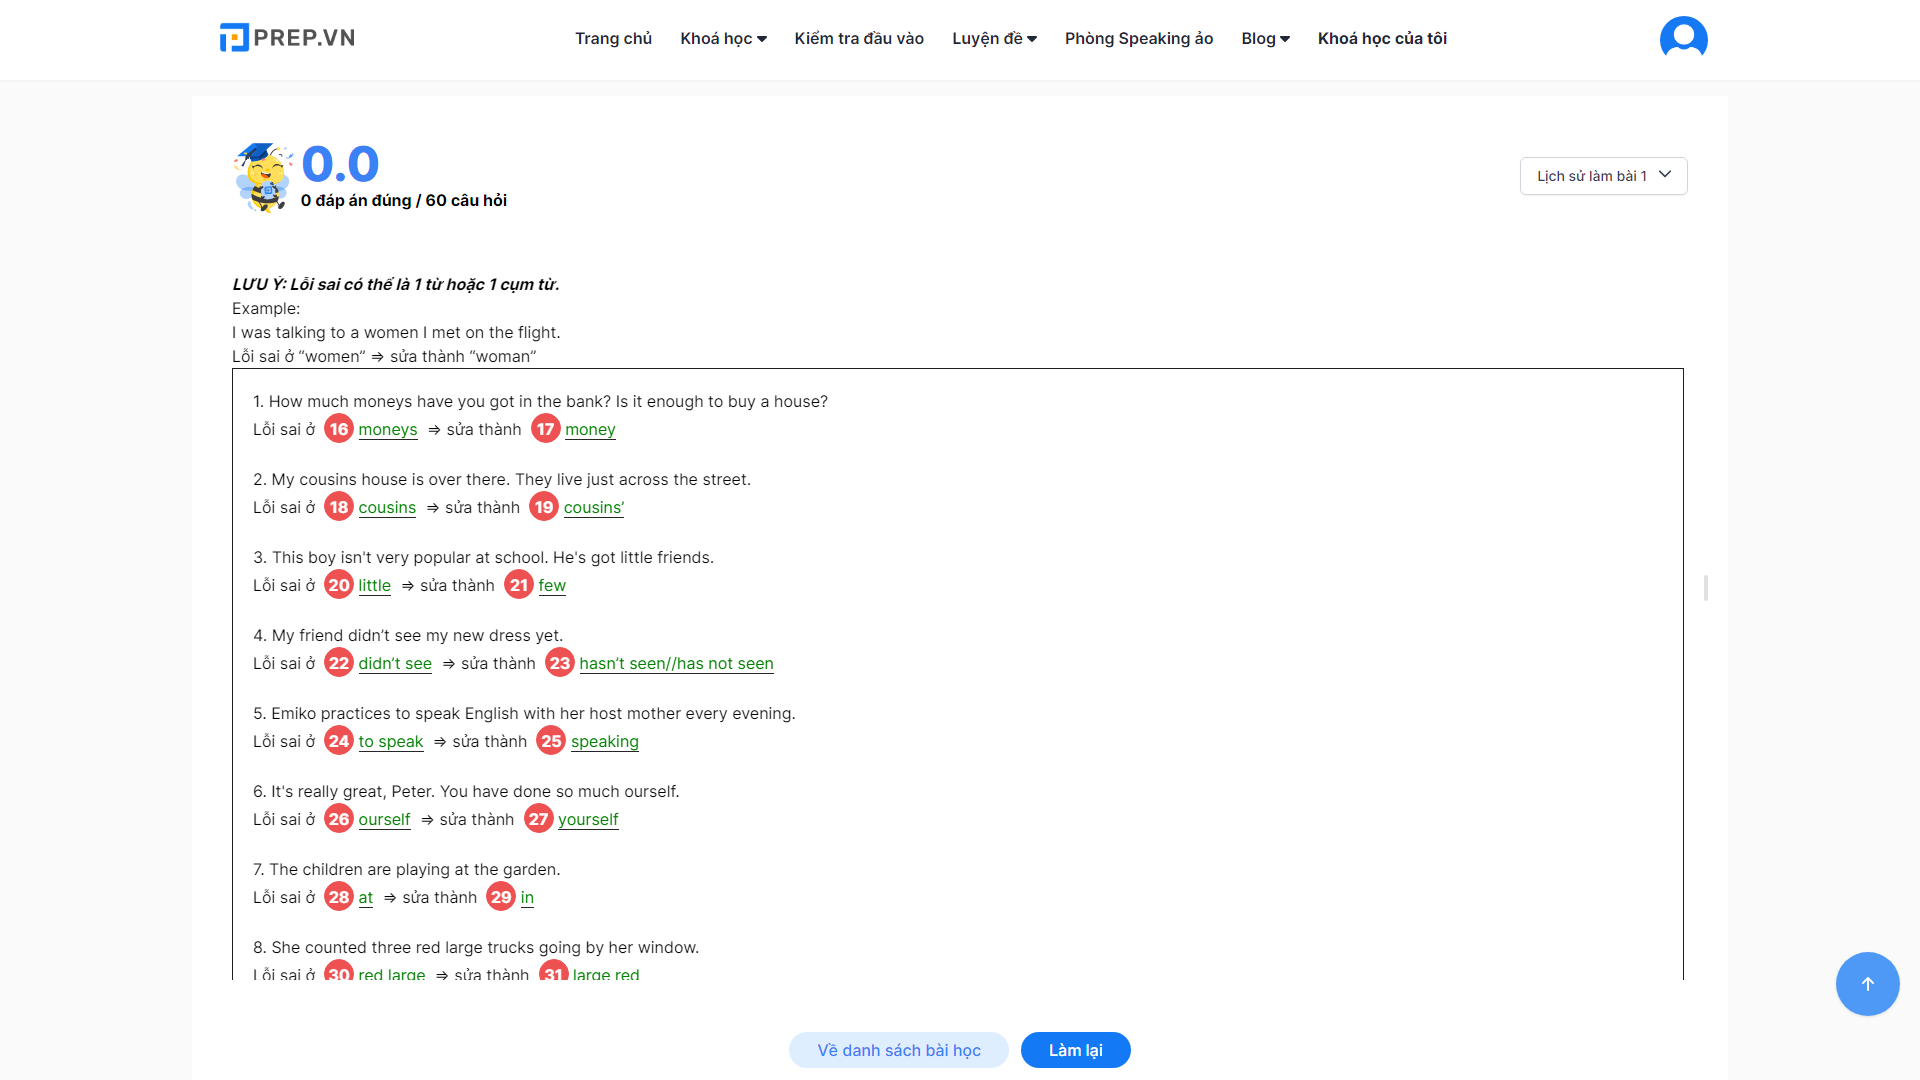 PREP.VN
Trang chủ Khoá học Kiểm tra đầu vào Luyện đề Phòng Speaking ảo Blog Khoá học của tôi
0.0
0 đáp án đúng / 60 câu hỏi
Lịch sử làm bài 1
LƯU Ý: Lỗi sai có thể là 1 từ hoặc 1 cụm từ.
Example:
I was talking to a women I met on the flight.
Lỗi sai ở “women” ⇒ sửa thành “woman”
1. How much moneys have you got in the bank? Is it enough to buy a house?
Lỗi sai ở 16 moneys ⇒ sửa thành 17 money
2. My cousins house is over there. They live just across the street.
Lỗi sai ở 18 cousins ⇒ sửa thành 19 cousins’
3. This boy isn't very popular at school. He's got little friends.
Lỗi sai ở 20 little ⇒ sửa thành 21 few
4. My friend didn’t see my new dress yet.
Lỗi sai ở 22 didn’t see ⇒ sửa thành 23 hasn’t seen//has not seen
5. Emiko practices to speak English with her host mother every evening.
Lỗi sai ở 24 to speak ⇒ sửa thành 25 speaking
6. It's really great, Peter. You have done so much ourself.
Lỗi sai ở 26 ourself ⇒ sửa thành 27 yourself
7. The children are playing at the garden.
Lỗi sai ở 28 at ⇒ sửa thành 29 in
8. She counted three red large trucks going by her window.
Lỗi sai ở 30 red large ⇒ sửa thành 31 large red
Về danh sách bài học Làm lại